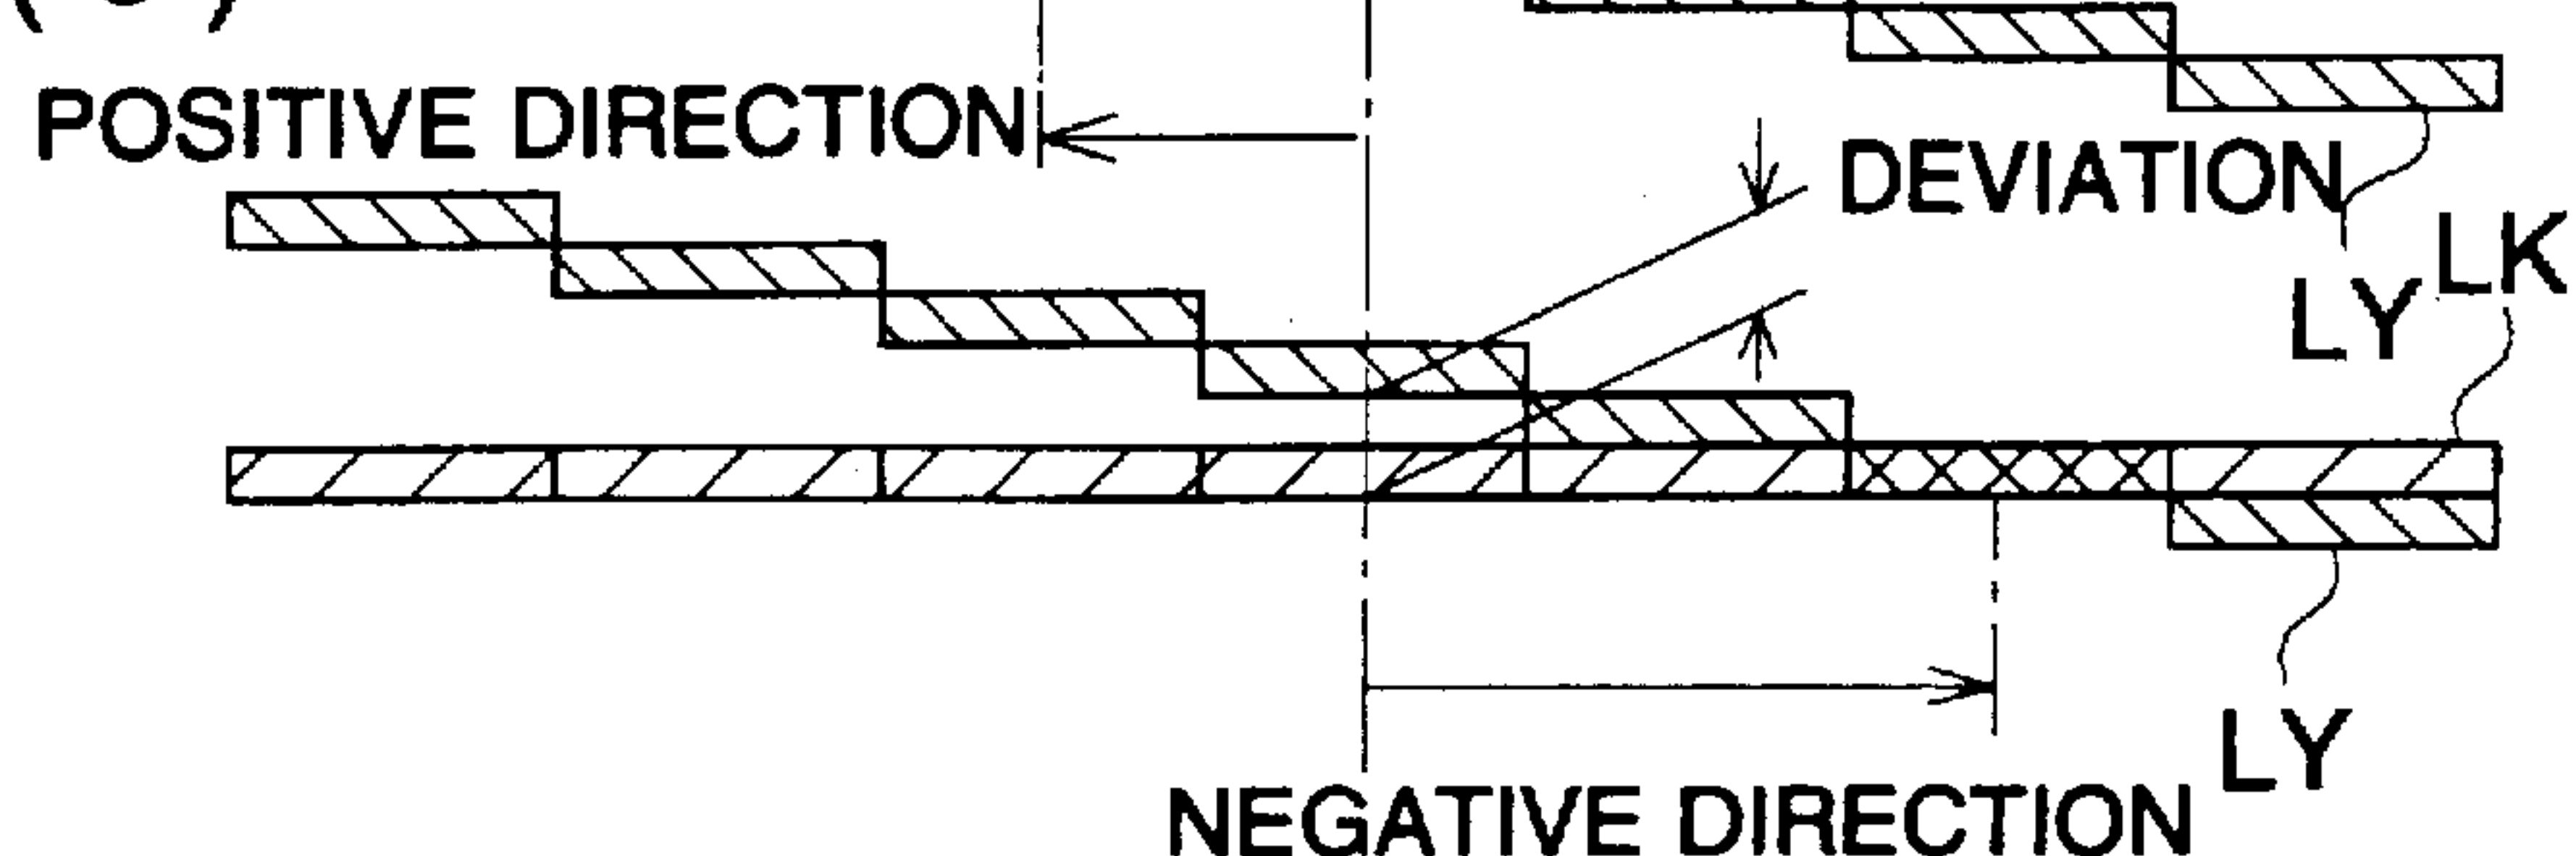 POSITIVE DIRECTION
DEVIATION
LK
LY
LY
NEGATIVE DIRECTION